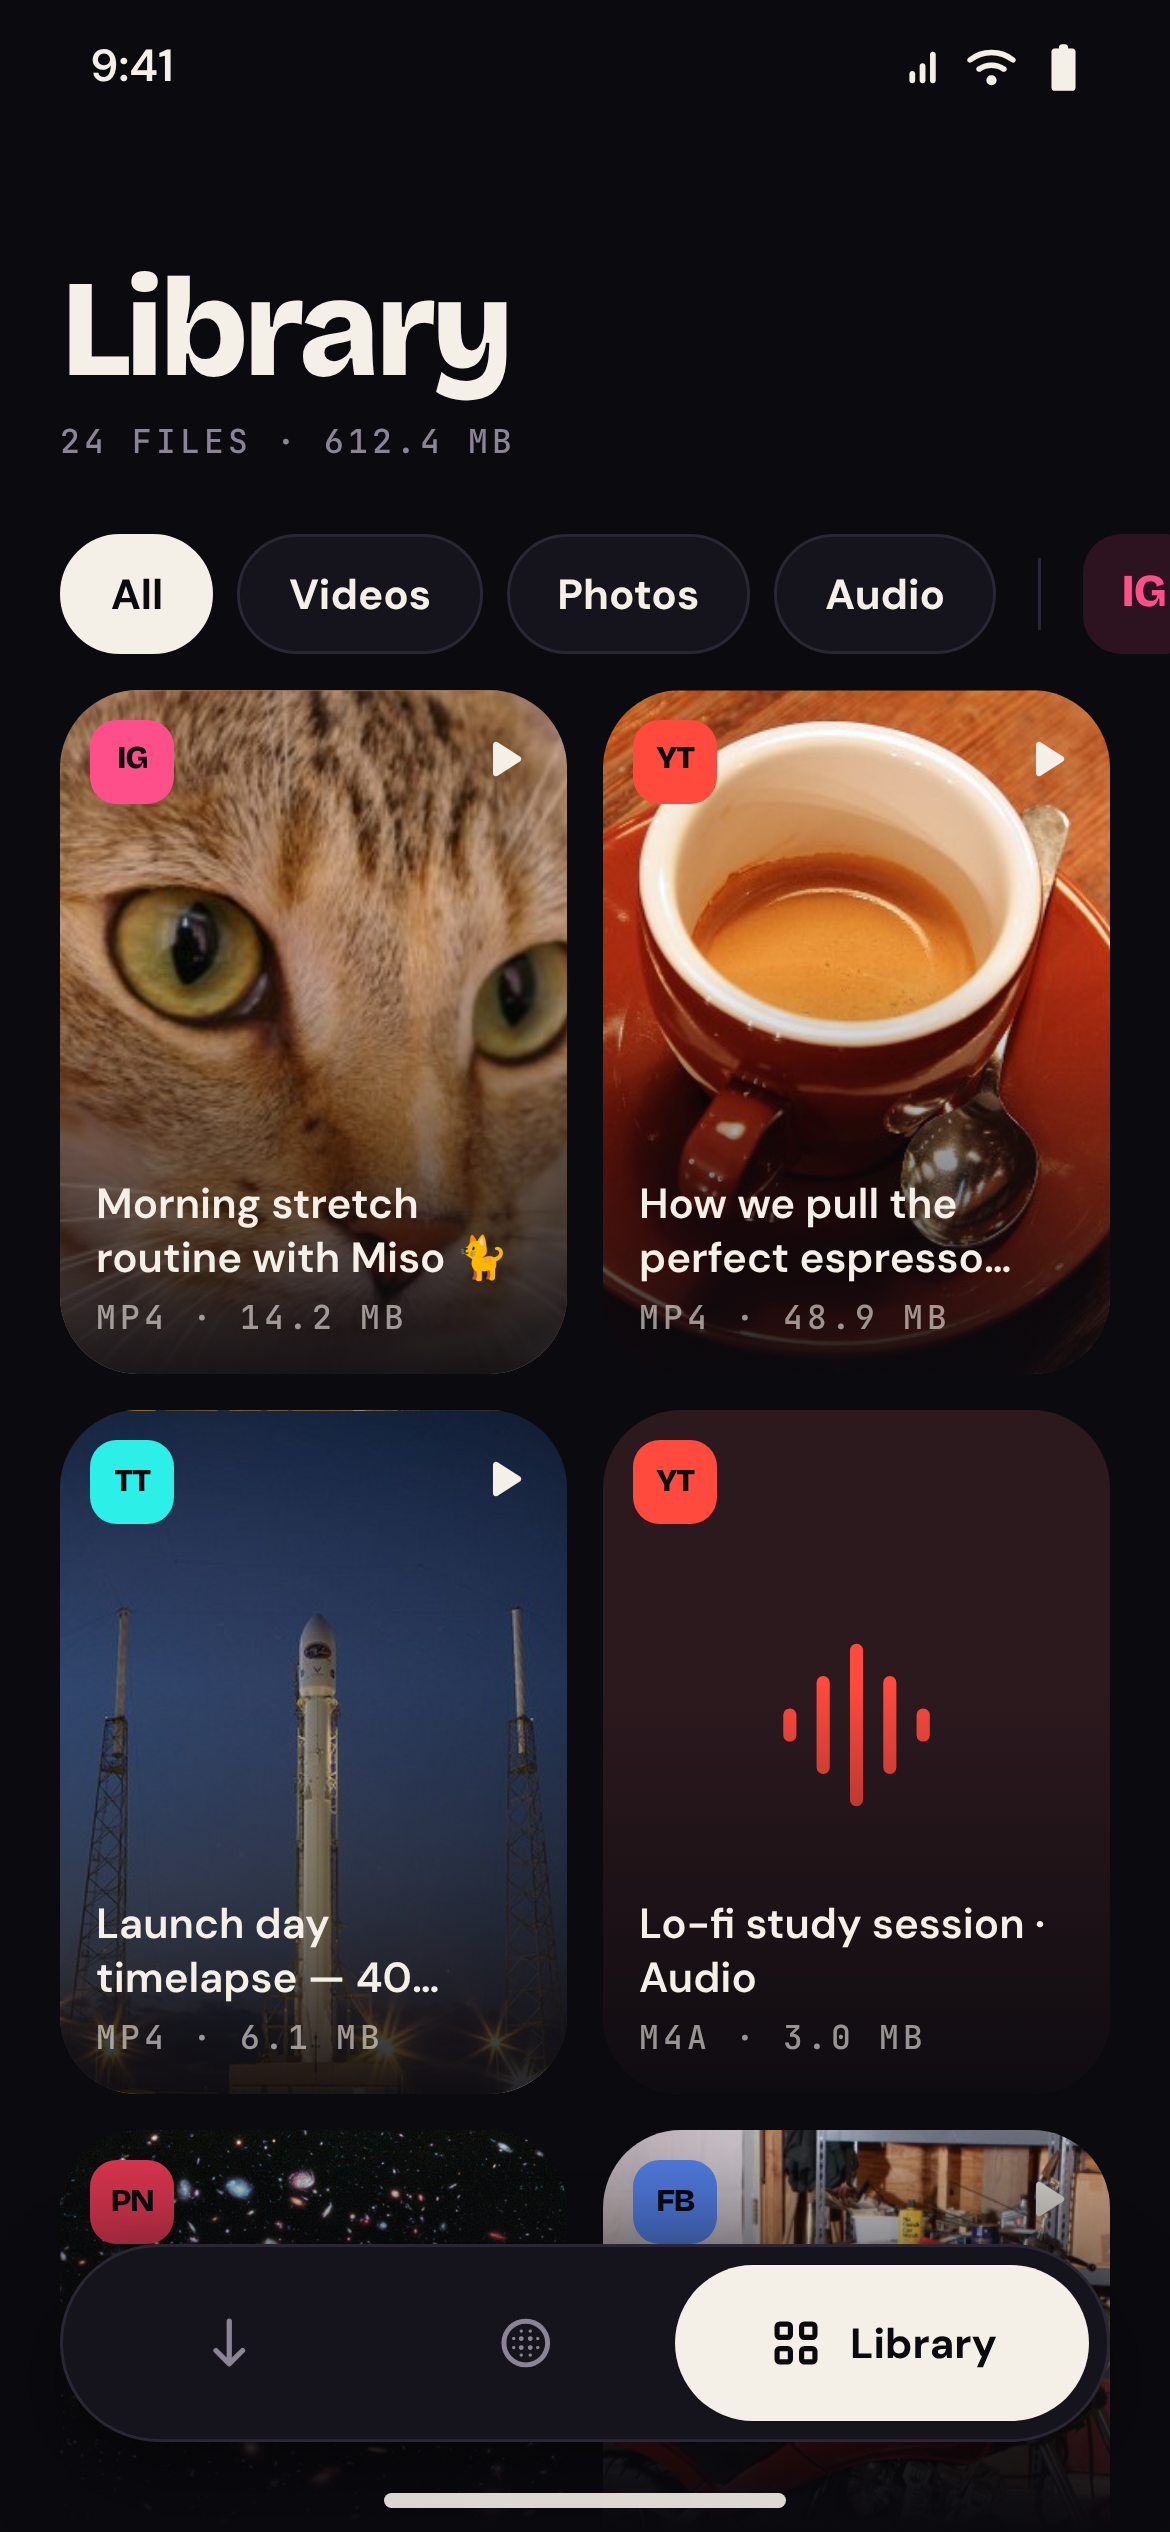 9:41
Library
24 FILES · 612.4 MB
All
Videos
Photos
Audio
IG
IG
Morning stretch
routine with Miso 🐈
MP4 · 14.2 MB
YT
How we pull the
perfect espresso…
MP4 · 48.9 MB
TT
Launch day
timelapse — 40…
MP4 · 6.1 MB
YT
Lo-fi study session ·
Audio
M4A · 3.0 MB
PN
FB
Library